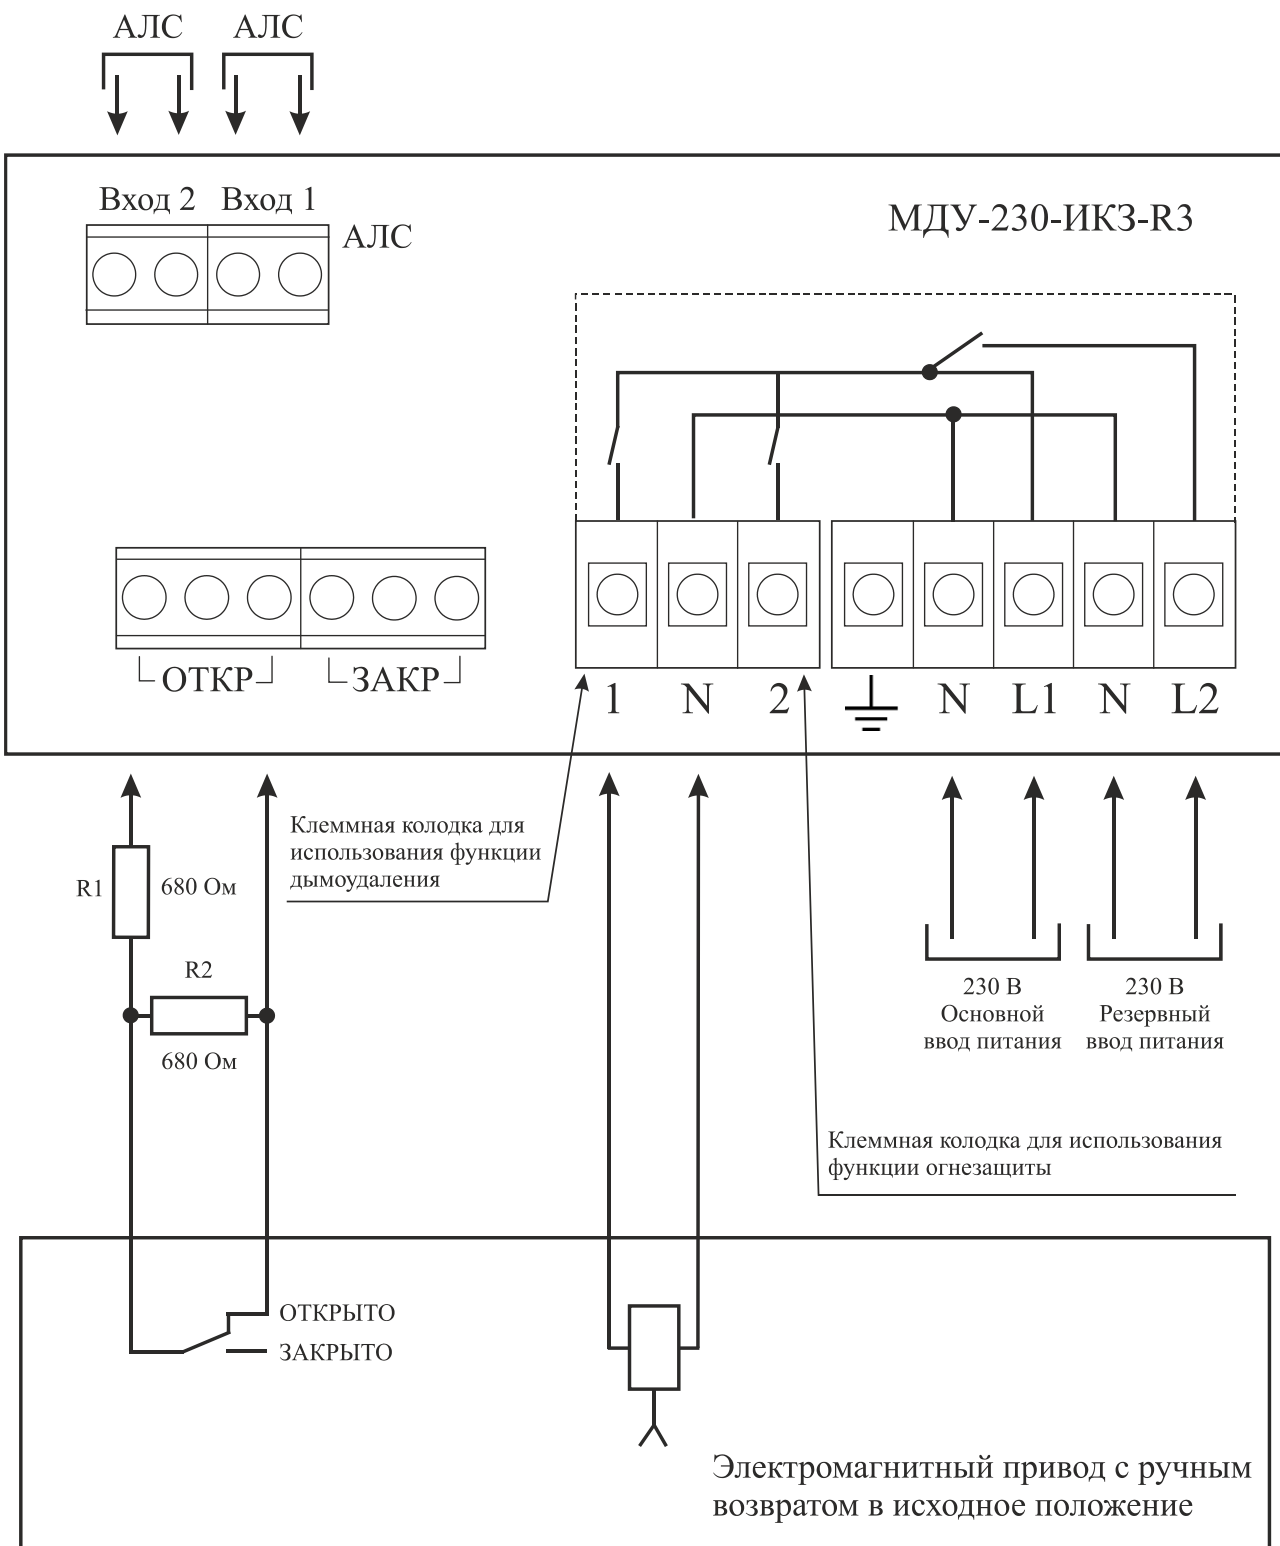 АЛС АЛС
Вход 2 Вход 1
АЛС
МДУ-230-ИКЗ-R3
ОТКР ЗАКР
1 N 2 N L1 N L2
Клеммная колодка для
использования функции
дымоудаления
R1 680 Ом
R2
680 Ом
230 В
Основной
ввод питания
230 В
Резервный
ввод питания
Клеммная колодка для использования
функции огнезащиты
ОТКРЫТО
ЗАКРЫТО
Электромагнитный привод с ручным
возвратом в исходное положение